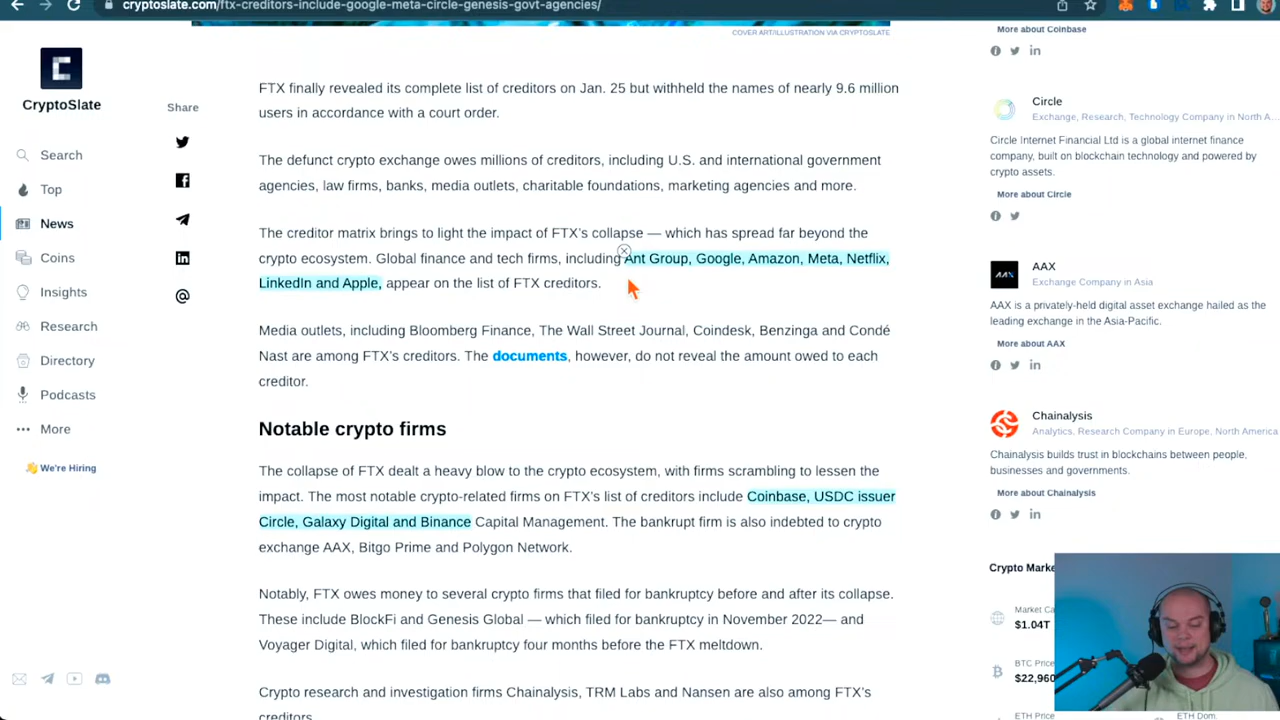 cryptoslate.com/ftx-creditors-include-google-meta-circle-genesis-govt-agencies/
COVER ART/ILLUSTRATION VIA CRYPTOSLATE
CryptoSlate
Search
Top
News
Coins
Insights
Research
Directory
Podcasts
More
We're Hiring
Share
FTX finally revealed its complete list of creditors on Jan. 25 but withheld the names of nearly 9.6 million
users in accordance with a court order.
The defunct crypto exchange owes millions of creditors, including U.S. and international government
agencies, law firms, banks, media outlets, charitable foundations, marketing agencies and more.
The creditor matrix brings to light the impact of FTX's collapse — which has spread far beyond the
crypto ecosystem. Global finance and tech firms, including Ant Group, Google, Amazon, Meta, Netflix,
LinkedIn and Apple, appear on the list of FTX creditors.
Media outlets, including Bloomberg Finance, The Wall Street Journal, Coindesk, Benzinga and Condé
Nast are among FTX's creditors. The documents, however, do not reveal the amount owed to each
creditor.
Notable crypto firms
The collapse of FTX dealt a heavy blow to the crypto ecosystem, with firms scrambling to lessen the
impact. The most notable crypto-related firms on FTX's list of creditors include Coinbase, USDC issuer
Circle, Galaxy Digital and Binance Capital Management. The bankrupt firm is also indebted to crypto
exchange AAX, Bitgo Prime and Polygon Network.
Notably, FTX owes money to several crypto firms that filed for bankruptcy before and after its collapse.
These include BlockFi and Genesis Global — which filed for bankruptcy in November 2022— and
Voyager Digital, which filed for bankruptcy four months before the FTX meltdown.
Crypto research and investigation firms Chainalysis, TRM Labs and Nansen are also among FTX's
creditors.
More about Coinbase
Circle
Exchange, Research, Technology Company in North A...
Circle Internet Financial Ltd is a global internet finance
company, built on blockchain technology and powered by
crypto assets.
More about Circle
AAX
AAX
Exchange Company in Asia
AAX is a privately-held digital asset exchange hailed as the
leading exchange in the Asia-Pacific.
More about AAX
Chainalysis
Analytics, Research Company in Europe, North America
Chainalysis builds trust in blockchains between people,
businesses and governments.
More about Chainalysis
Crypto Marke
Market Ca
$1.04T
BTC Price
$22,960
ETH Price
ETH Dom.